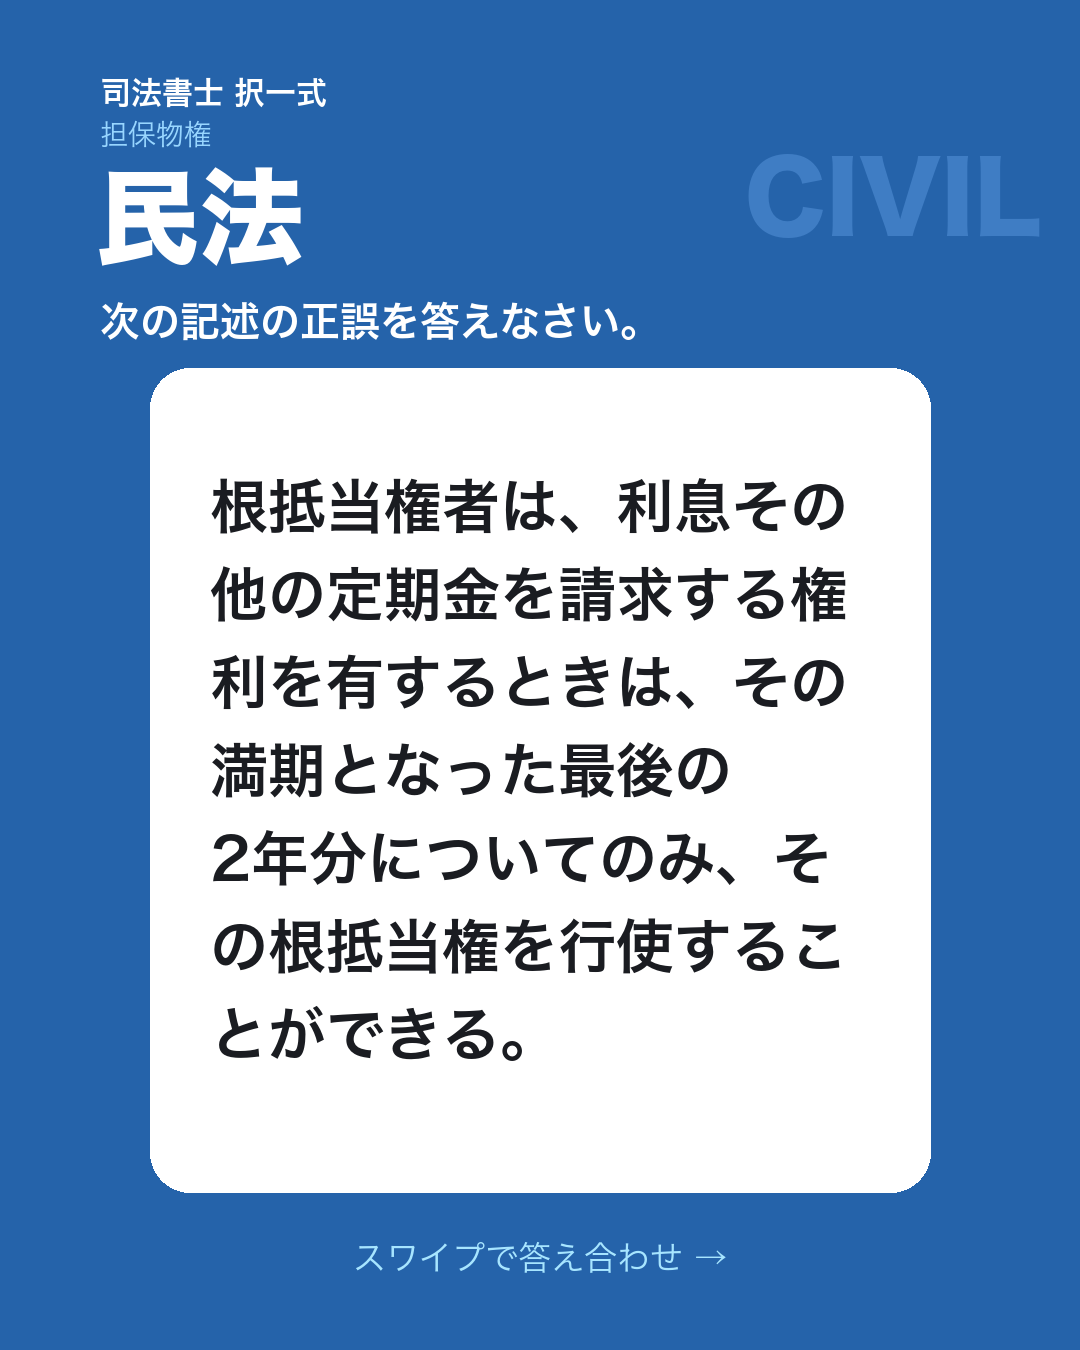 司法書士 択一式
担保物権
民法
CIVIL
次の記述の正誤を答えなさい。
根抵当権者は、利息その
他の定期金を請求する権
利を有するときは、その
満期となった最後の
2年分についてのみ、そ
の根抵当権を行使するこ
とができる。
スワイプで答え合わせ →